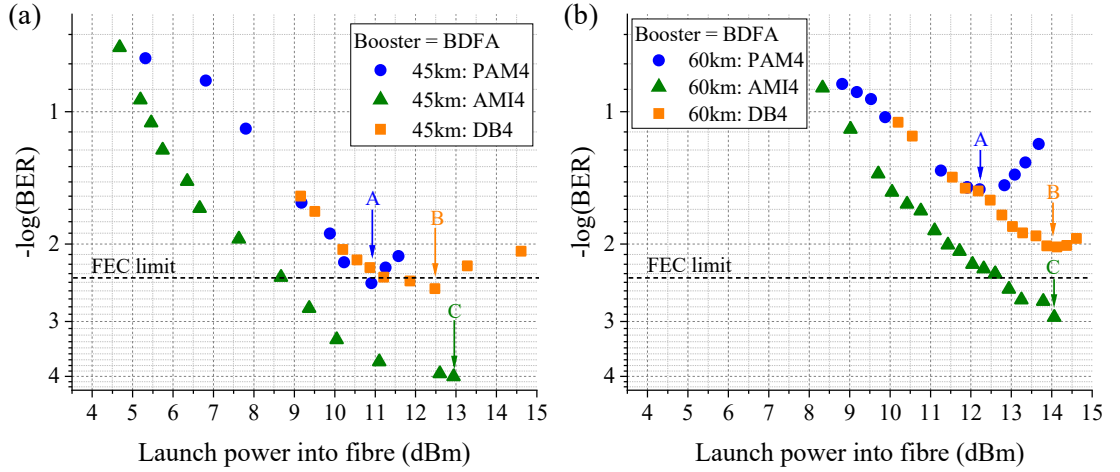 (a)
Booster = BDFA
45km: PAM4
45km: AMI4
45km: DB4
1
2
3
4
-log(BER)
FEC limit
A
B
C
4 5 6 7 8 9 10 11 12 13 14 15
Launch power into fibre (dBm)
(b)
Booster = BDFA
60km: PAM4
60km: AMI4
60km: DB4
1
2
3
4
-log(BER)
FEC limit
A
B
C
4 5 6 7 8 9 10 11 12 13 14 15
Launch power into fibre (dBm)